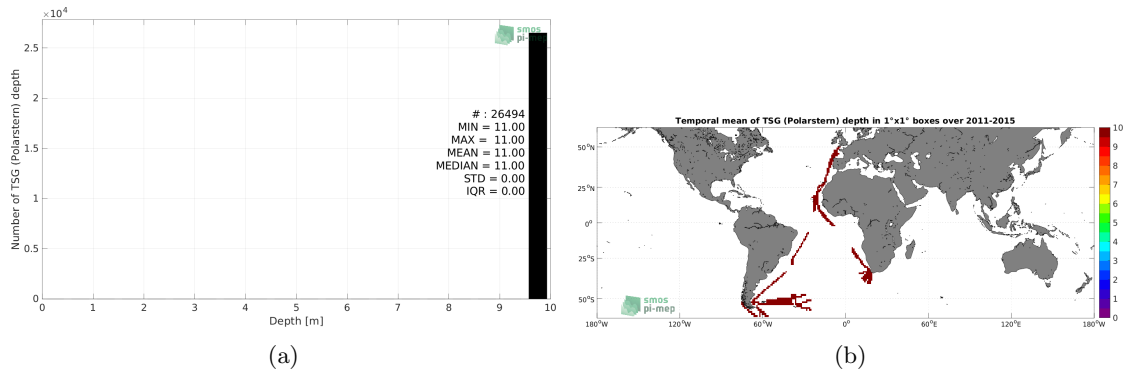 ×10⁴
2.5
2
1.5
1
0.5
0
Number of TSG (Polarstern) depth
smos
pi-mep
# : 26494
MIN = 11.00
MAX = 11.00
MEAN = 11.00
MEDIAN = 11.00
STD = 0.00
IQR = 0.00
0 1 2 3 4 5 6 7 8 9 10
Depth [m]
(a)
Temporal mean of TSG (Polarstern) depth in 1°x1° boxes over 2011-2015
50°N
25°N
0°
25°S
50°S
smos
pi-mep
180°W 120°W 60°W 0° 60°E 120°E 180°E
10
9
8
7
6
5
4
3
2
1
0
(b)